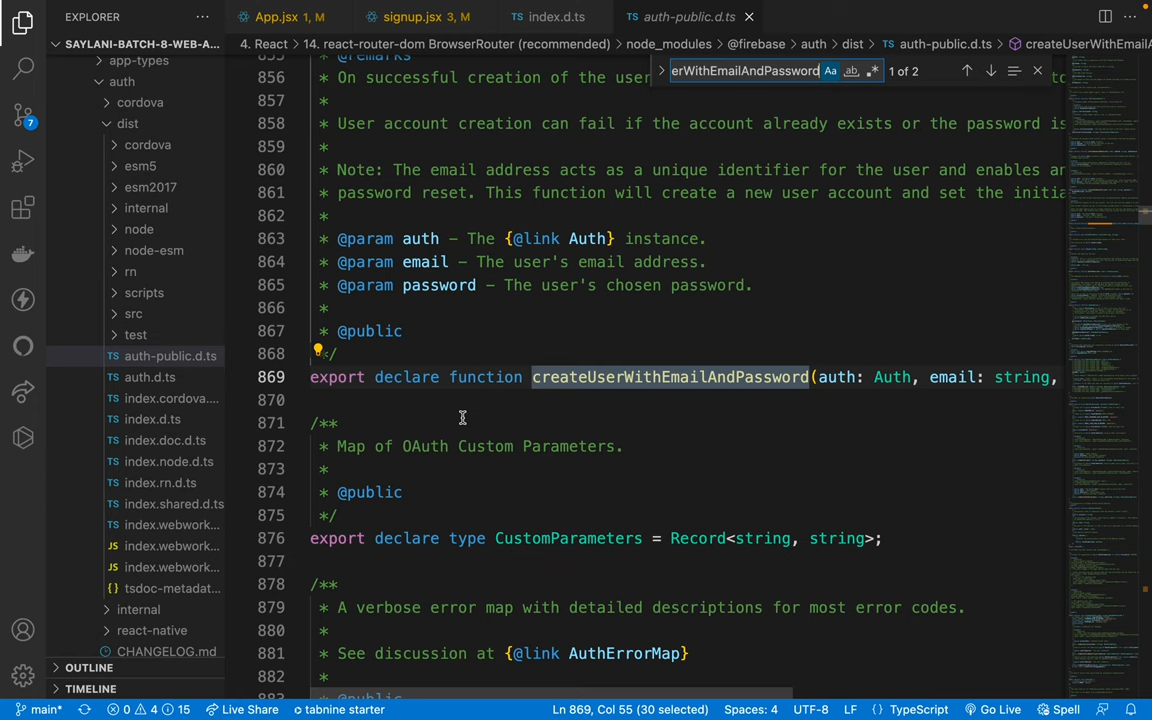 EXPLORER
App.jsx 1, M
signup.jsx 3, M
index.d.ts
auth-public.d.ts
SAYLANI-BATCH-8-WEB-A...
4. React > 14. react-router-dom BrowserRouter (recommended) > node_modules > @firebase > auth > dist > auth-public.d.ts > createUserWithEmailA
erWithEmailAndPassword Aa ab 1 of 2
app-types
auth
cordova
dist
cordova
esm5
esm2017
internal
node
node-esm
rn
scripts
src
test
auth-public.d.ts
auth.d.ts
index.cordova....
index.d.ts
index.doc.d.ts
index.node.d.ts
index.rn.d.ts
index.shared.d.ts
index.webwork...
index.webwork...
index.webwork...
tsdoc-metadat...
internal
react-native
CHANGELOG.md
OUTLINE
TIMELINE
855 * @remarks
856 * On successful creation of the user
857 *
858 * User account creation can fail if the account already exists or the password is
859 *
860 * Note: The email address acts as a unique identifier for the user and enables an
861 * password reset. This function will create a new user account and set the initia
862 *
863 * @param auth - The {@link Auth} instance.
864 * @param email - The user's email address.
865 * @param password - The user's chosen password.
866 *
867 * @public
868 */
869 export declare function createUserWithEmailAndPassword(auth: Auth, email: string,
870
871 /**
872 * Map of OAuth Custom Parameters.
873 *
874 * @public
875 */
876 export declare type CustomParameters = Record<string, string>;
877
878 /**
879 * A verbose error map with detailed descriptions for most error codes.
880 *
881 * See discussion at {@link AuthErrorMap}
882 *
883 * @public
7
main* 0 4 15 Live Share tabnine starter Ln 869, Col 55 (30 selected) Spaces: 4 UTF-8 LF {} TypeScript Go Live Spell